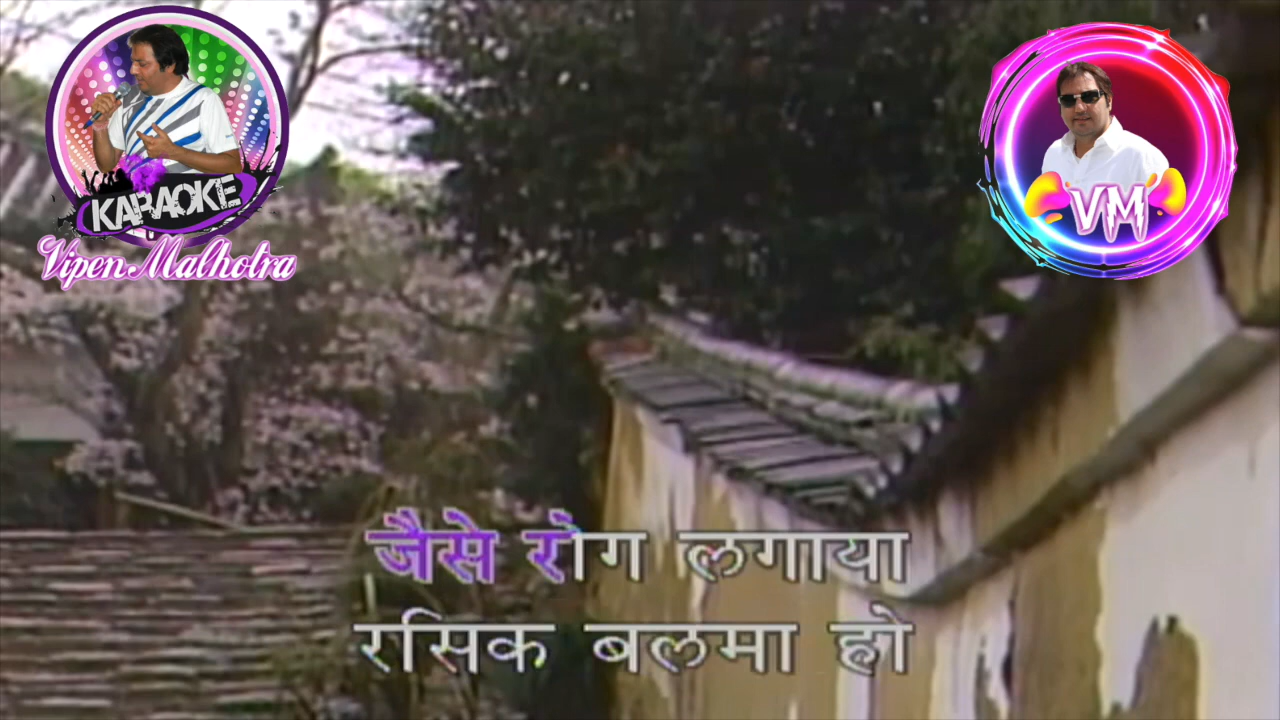 KARAOKE
Vipen Malhotra
VM
जैसे रोग लगाया
रसिक बलमा हो